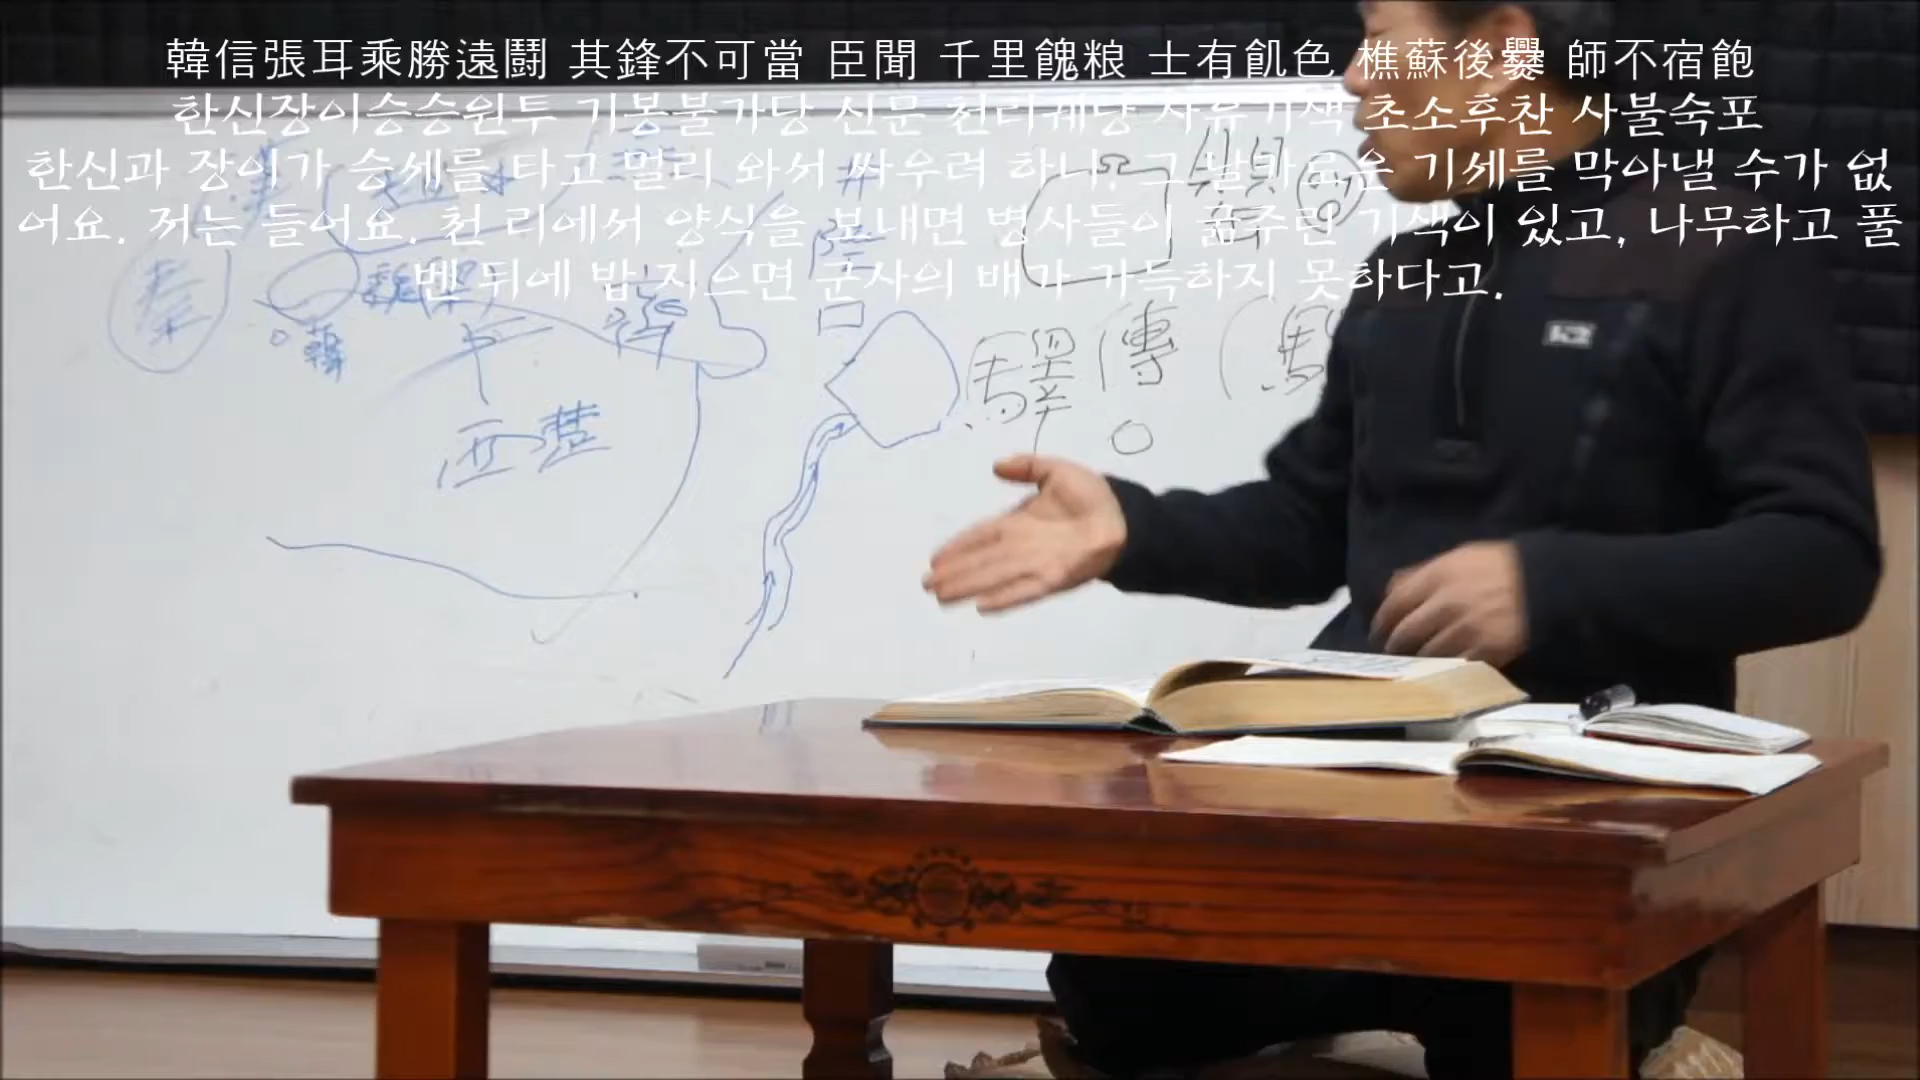 韓信張耳乘勝遠鬪 其鋒不可當 臣聞 千里餽粮 士有飢色 樵蘇後爨 師不宿飽
한신장이승승원투 기봉불가당 신문 천리궤량 사유기색 초소후찬 사불숙포
한신과 장이가 승세를 타고 멀리 와서 싸우려 하니, 그 날카로운 기세를 막아낼 수가 없
어요. 저는 들어요. 천 리에서 양식을 보내면 병사들이 굶주린 기색이 있고, 나무하고 풀
벤 뒤에 밥 지으면 군사의 배가 가득하지 못하다고.
井
陘
口
秦
韓
魏
齊
西楚
驛 傳